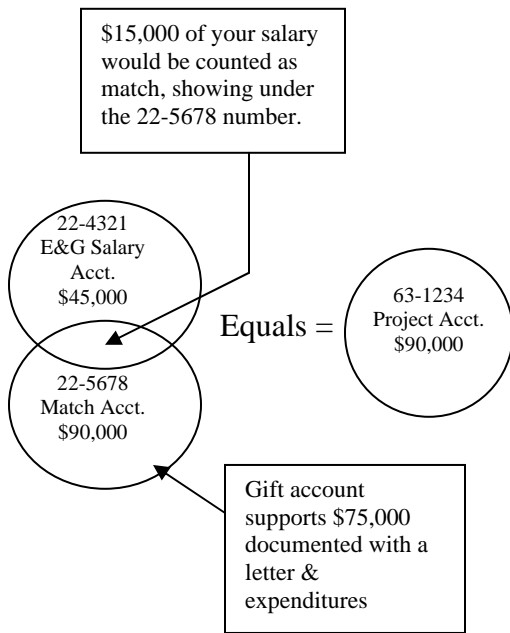 $15,000 of your salary
would be counted as
match, showing under
the 22-5678 number.
22-4321
E&G Salary
Acct.
$45,000
Equals =
63-1234
Project Acct.
$90,000
22-5678
Match Acct.
$90,000
Gift account
supports $75,000
documented with a
letter &
expenditures